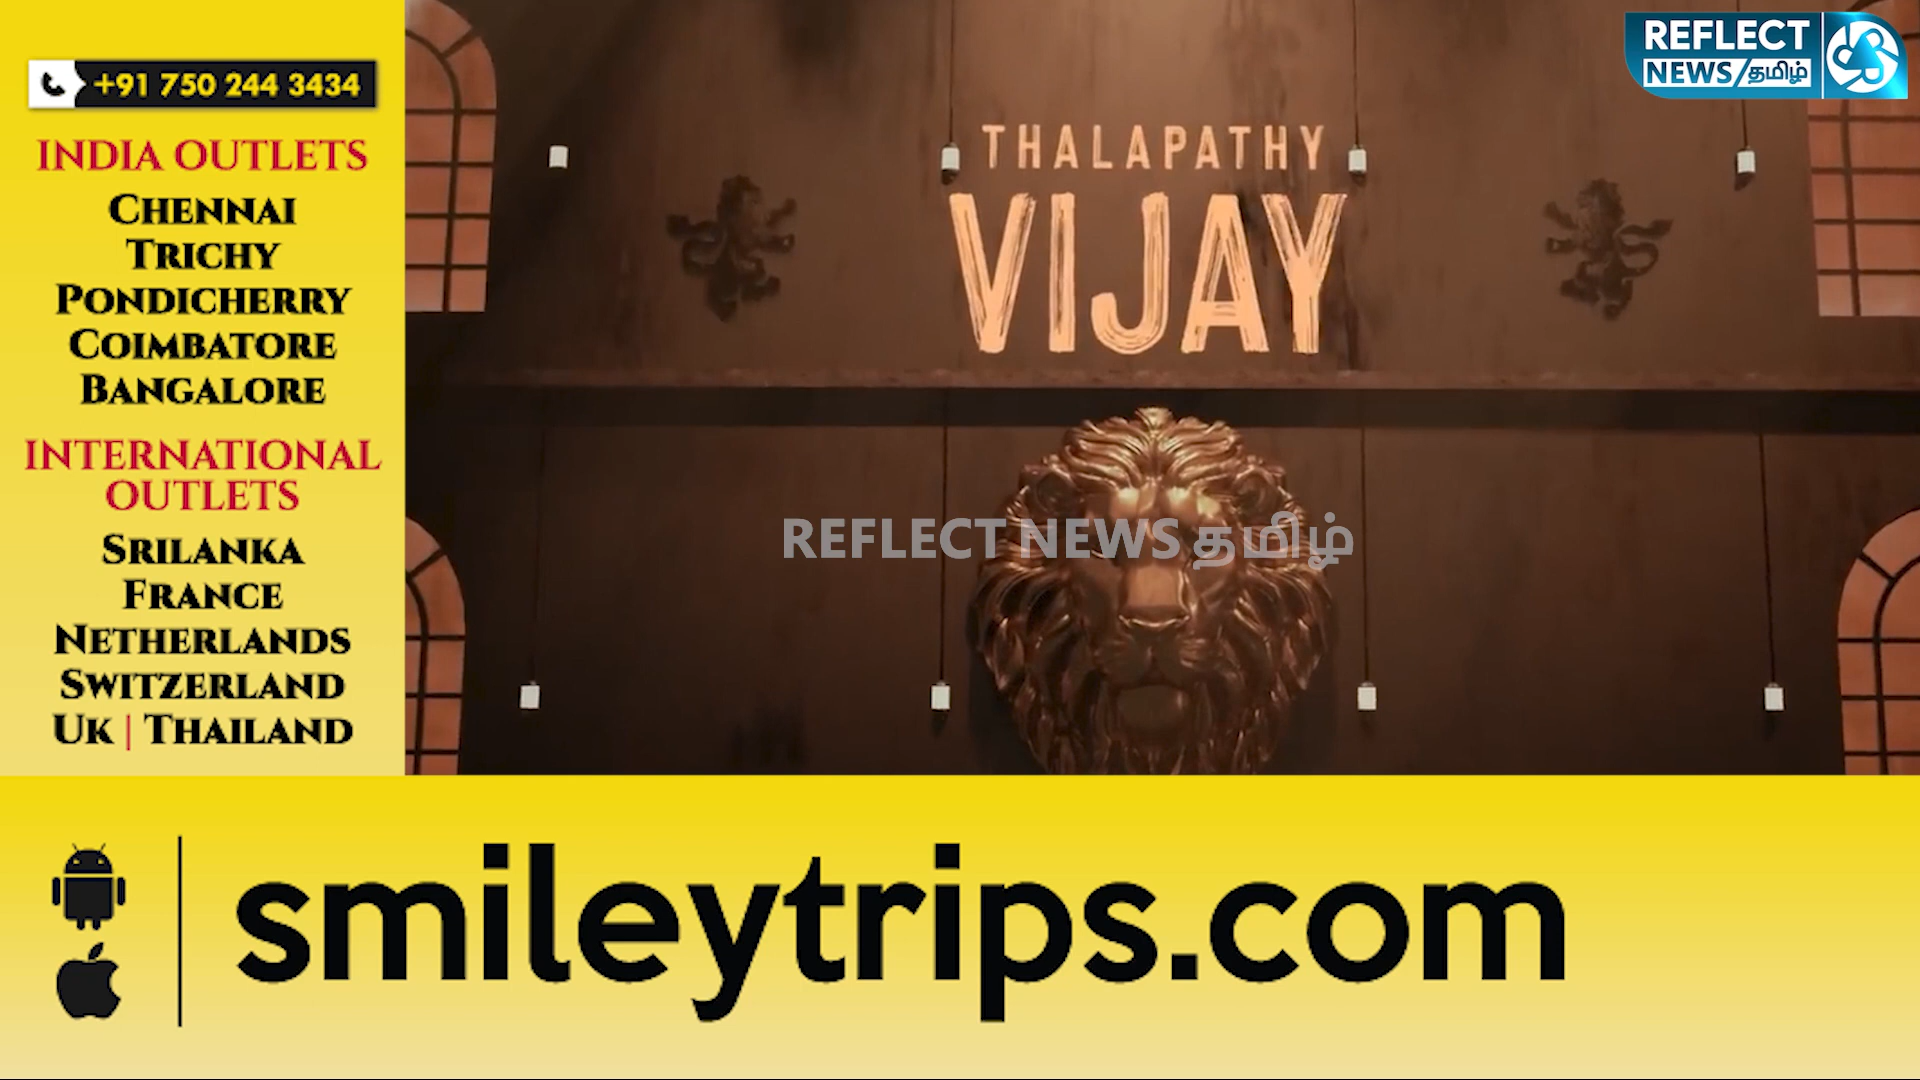 +91 750 244 3434
INDIA OUTLETS
CHENNAI
TRICHY
PONDICHERRY
COIMBATORE
BANGALORE
INTERNATIONAL
OUTLETS
SRILANKA
FRANCE
NETHERLANDS
SWITZERLAND
UK | THAILAND
THALAPATHY
VIJAY
REFLECT
NEWS/தமிழ்
REFLECT NEWS தமிழ்
smileytrips.com